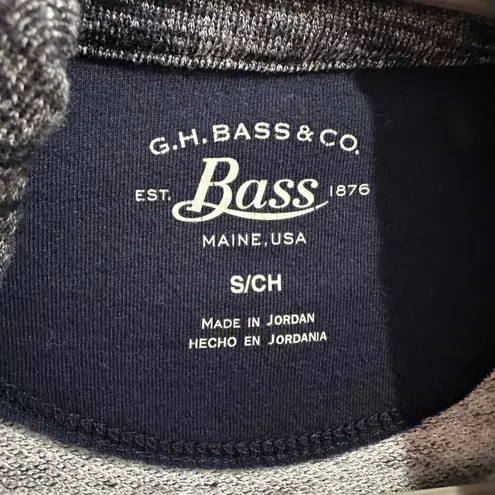 G.H. BASS & CO.
EST. Bass 1876
MAINE, USA
S/CH
MADE IN JORDAN
HECHO EN JORDANIA